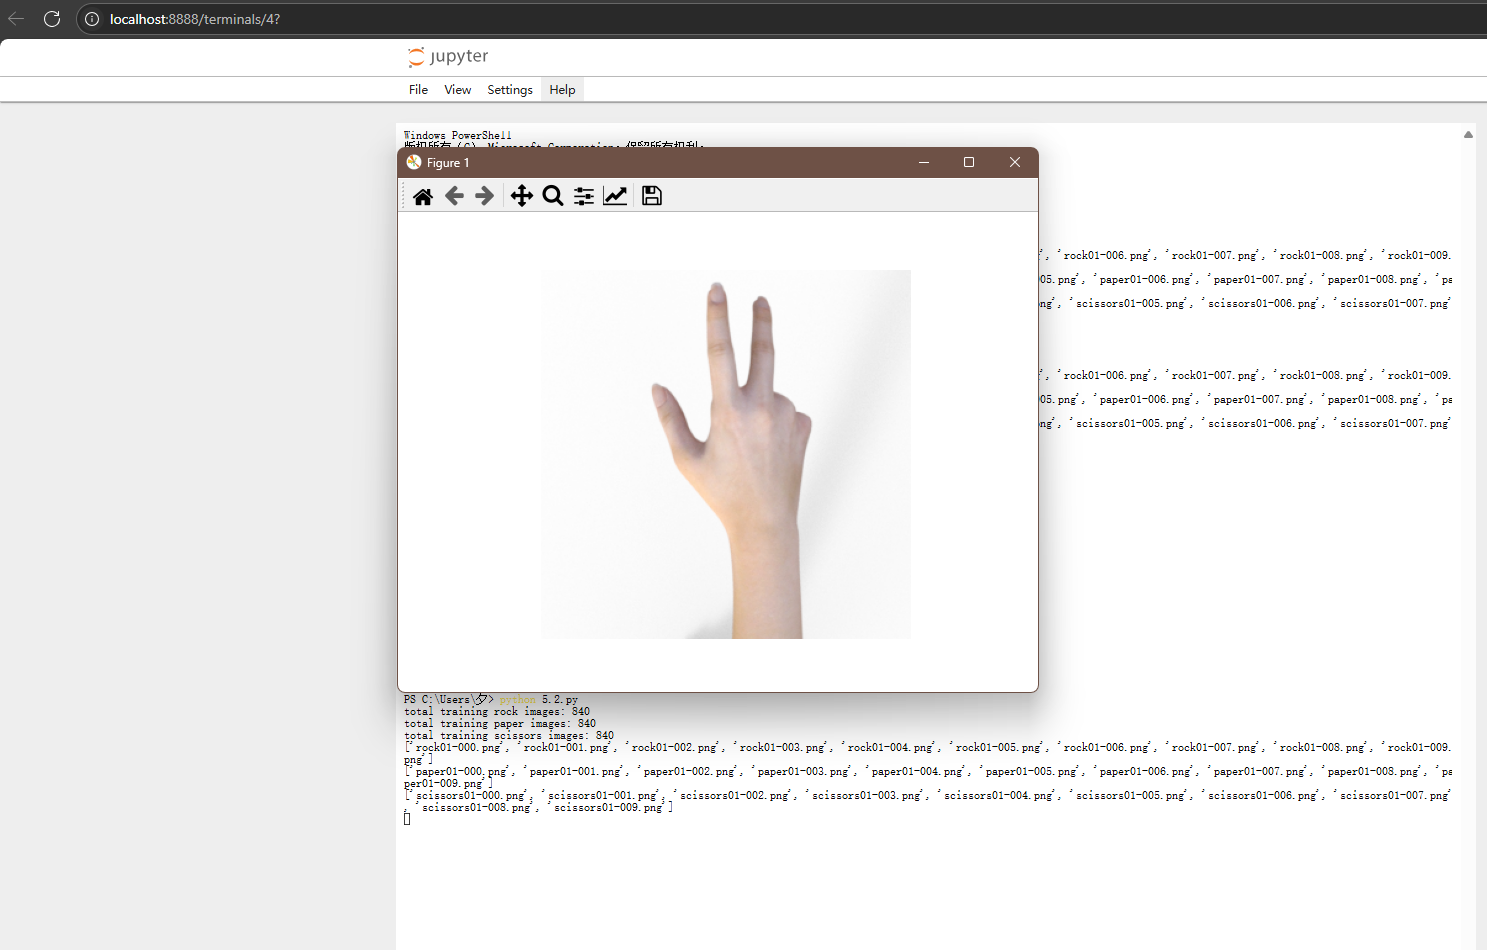 localhost:8888/terminals/4?
jupyter
File View Settings Help
Windows PowerShell
版权所有 (C) Microsoft Corporation。保留所有权利。
Figure 1
', 'rock01-006.png', 'rock01-007.png', 'rock01-008.png', 'rock01-009.
05.png', 'paper01-006.png', 'paper01-007.png', 'paper01-008.png', 'pa
ng', 'scissors01-005.png', 'scissors01-006.png', 'scissors01-007.png'
', 'rock01-006.png', 'rock01-007.png', 'rock01-008.png', 'rock01-009.
05.png', 'paper01-006.png', 'paper01-007.png', 'paper01-008.png', 'pa
ng', 'scissors01-005.png', 'scissors01-006.png', 'scissors01-007.png'
PS C:\Users\夕> python 5.2.py
total training rock images: 840
total training paper images: 840
total training scissors images: 840
['rock01-000.png', 'rock01-001.png', 'rock01-002.png', 'rock01-003.png', 'rock01-004.png', 'rock01-005.png', 'rock01-006.png', 'rock01-007.png', 'rock01-008.png', 'rock01-009.
png']
['paper01-000.png', 'paper01-001.png', 'paper01-002.png', 'paper01-003.png', 'paper01-004.png', 'paper01-005.png', 'paper01-006.png', 'paper01-007.png', 'paper01-008.png', 'pa
per01-009.png']
['scissors01-000.png', 'scissors01-001.png', 'scissors01-002.png', 'scissors01-003.png', 'scissors01-004.png', 'scissors01-005.png', 'scissors01-006.png', 'scissors01-007.png'
, 'scissors01-008.png', 'scissors01-009.png']